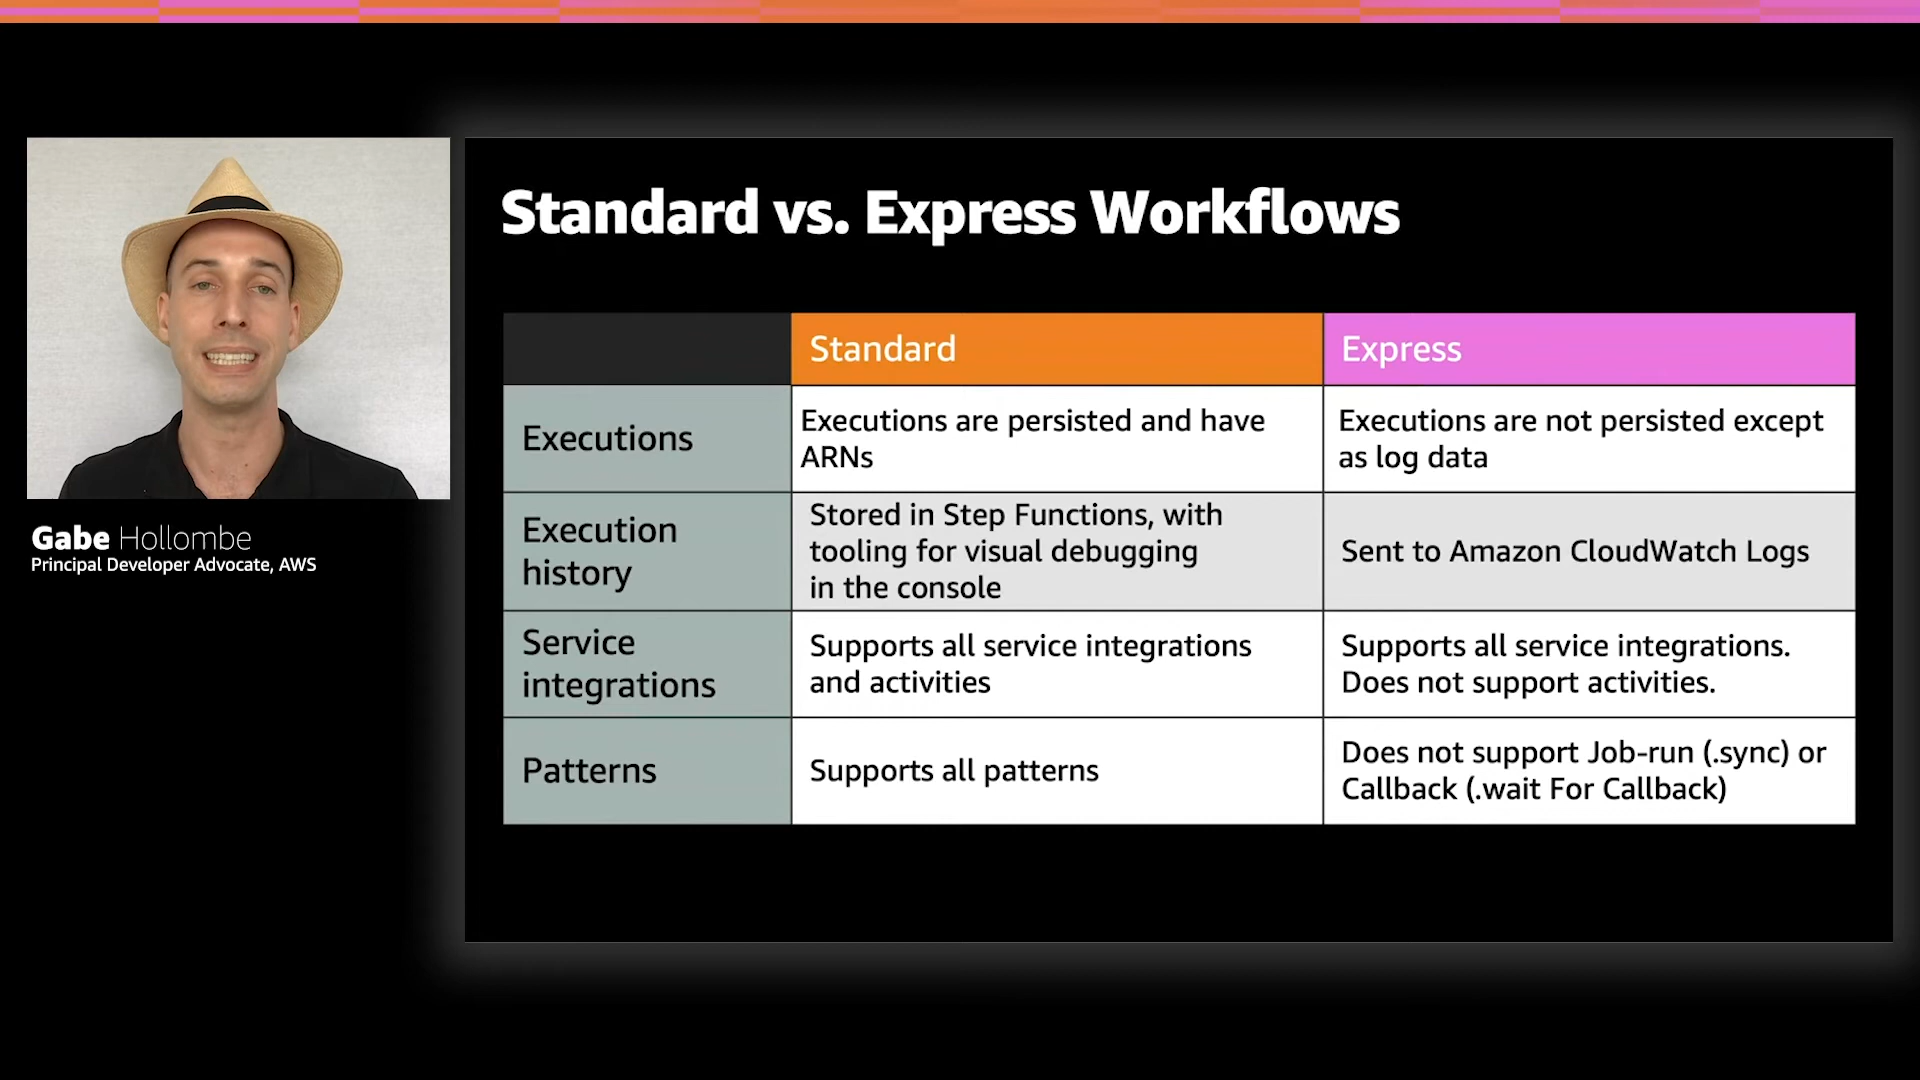 Gabe Hollombe
Principal Developer Advocate, AWS
Standard vs. Express Workflows
Standard
Express
Executions
Executions are persisted and have
ARNs
Executions are not persisted except
as log data
Execution
history
Stored in Step Functions, with
tooling for visual debugging
in the console
Sent to Amazon CloudWatch Logs
Service
integrations
Supports all service integrations
and activities
Supports all service integrations.
Does not support activities.
Patterns
Supports all patterns
Does not support Job-run (.sync) or
Callback (.wait For Callback)